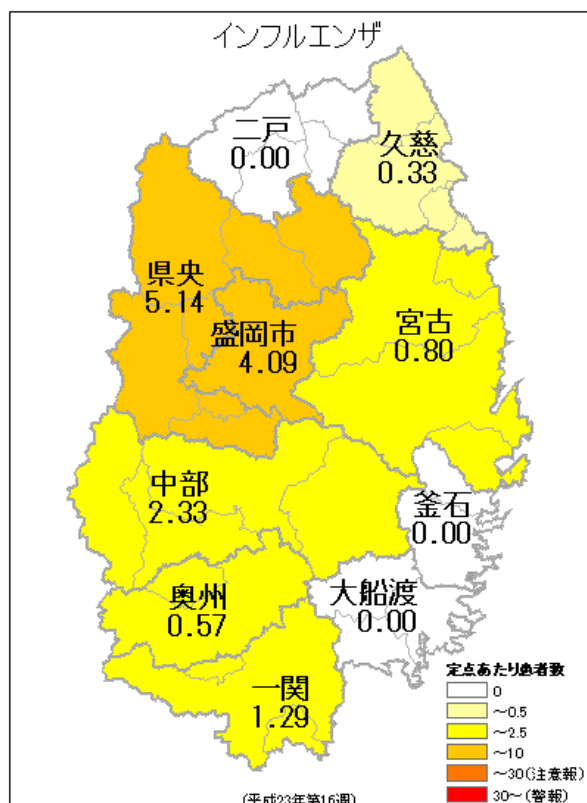 インフルエンザ
二戸
0.00
久慈
0.33
県央
5.14
盛岡市
4.09
宮古
0.80
中部
2.33
釜石
0.00
奥州
0.57
大船渡
0.00
一関
1.29
定点あたり患者数
0
～0.5
～2.5
～10
～30(注意報)
30～(警報)
(平成23年第16週)